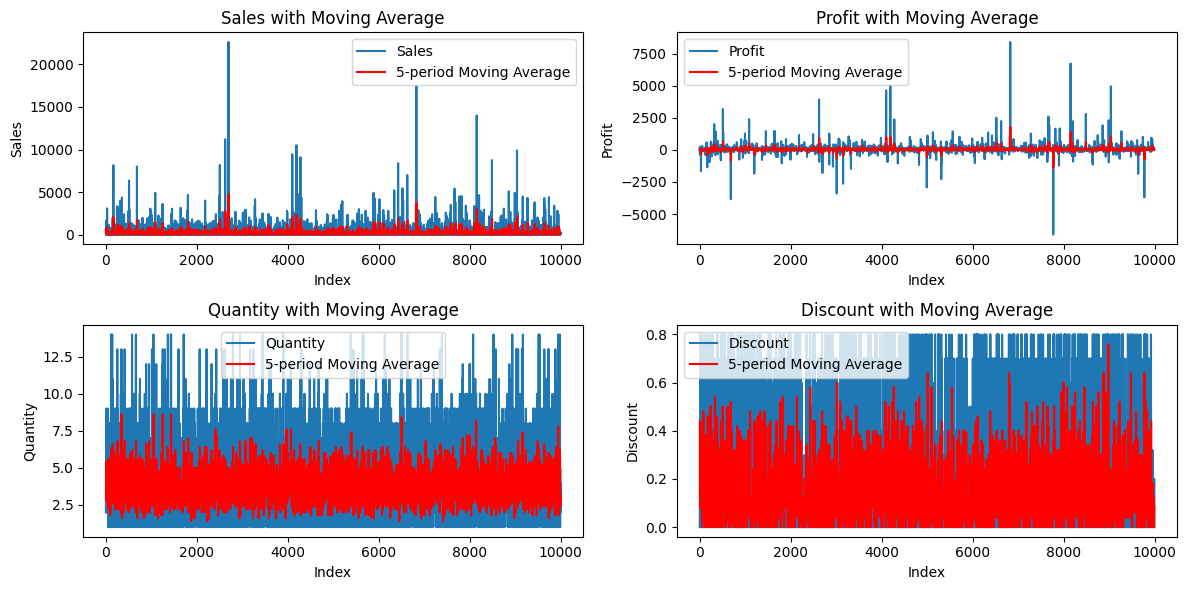 Sales with Moving Average
Sales
5-period Moving Average
20000
15000
10000
5000
0
Sales
0
2000
4000
6000
8000
10000
Index
Profit with Moving Average
Profit
5-period Moving Average
7500
5000
2500
0
−2500
−5000
Profit
0
2000
4000
6000
8000
10000
Index
Quantity with Moving Average
Quantity
5-period Moving Average
12.5
10.0
7.5
5.0
2.5
Quantity
0
2000
4000
6000
8000
10000
Index
Discount with Moving Average
Discount
5-period Moving Average
0.8
0.6
0.4
0.2
0.0
Discount
0
2000
4000
6000
8000
10000
Index